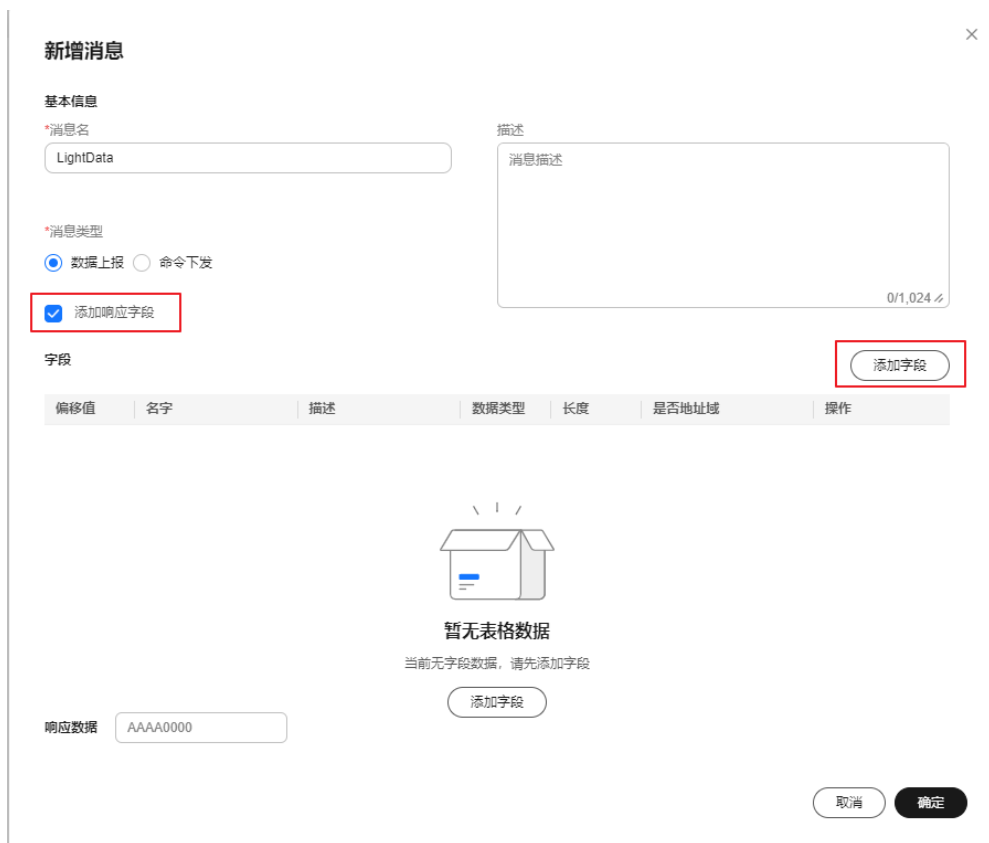 新增消息
基本信息
*消息名
LightData
描述
消息描述
0/1,024
*消息类型
数据上报 命令下发
添加响应字段
字段
添加字段
偏移值 名字 描述 数据类型 长度 是否地址域 操作
暂无表格数据
当前无字段数据，请先添加字段
添加字段
响应数据 AAAA0000
取消 确定